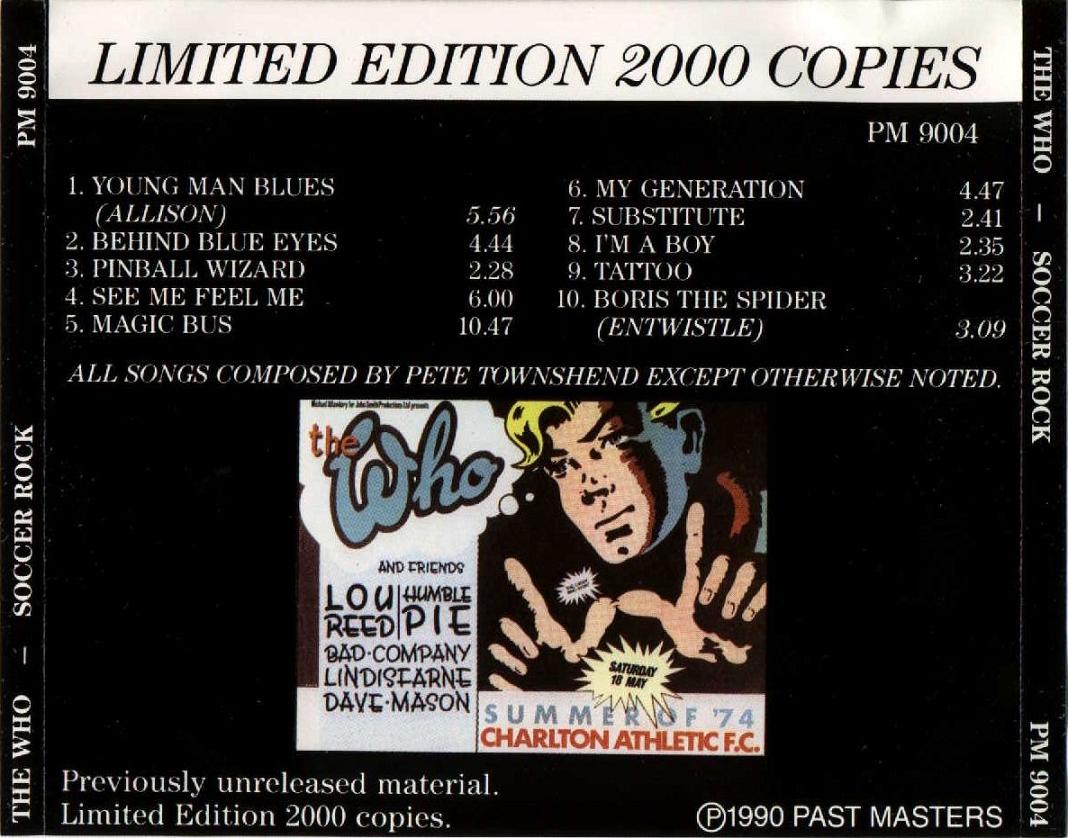 LIMITED EDITION 2000 COPIES
PM 9004
1. YOUNG MAN BLUES
(ALLISON) 5.56
2. BEHIND BLUE EYES 4.44
3. PINBALL WIZARD 2.28
4. SEE ME FEEL ME 6.00
5. MAGIC BUS 10.47
6. MY GENERATION 4.47
7. SUBSTITUTE 2.41
8. I'M A BOY 2.35
9. TATTOO 3.22
10. BORIS THE SPIDER
(ENTWISTLE) 3.09
ALL SONGS COMPOSED BY PETE TOWNSHEND EXCEPT OTHERWISE NOTED.
the
Who
AND FRIENDS
LOU REED
HUMBLE PIE
BAD·COMPANY
LINDISFARNE
DAVE·MASON
SATURDAY
18 MAY
SUMMER OF '74
CHARLTON ATHLETIC F.C.
Previously unreleased material.
Limited Edition 2000 copies.
℗1990 PAST MASTERS
THE WHO — SOCCER ROCK PM 9004
THE WHO — SOCCER ROCK PM 9004